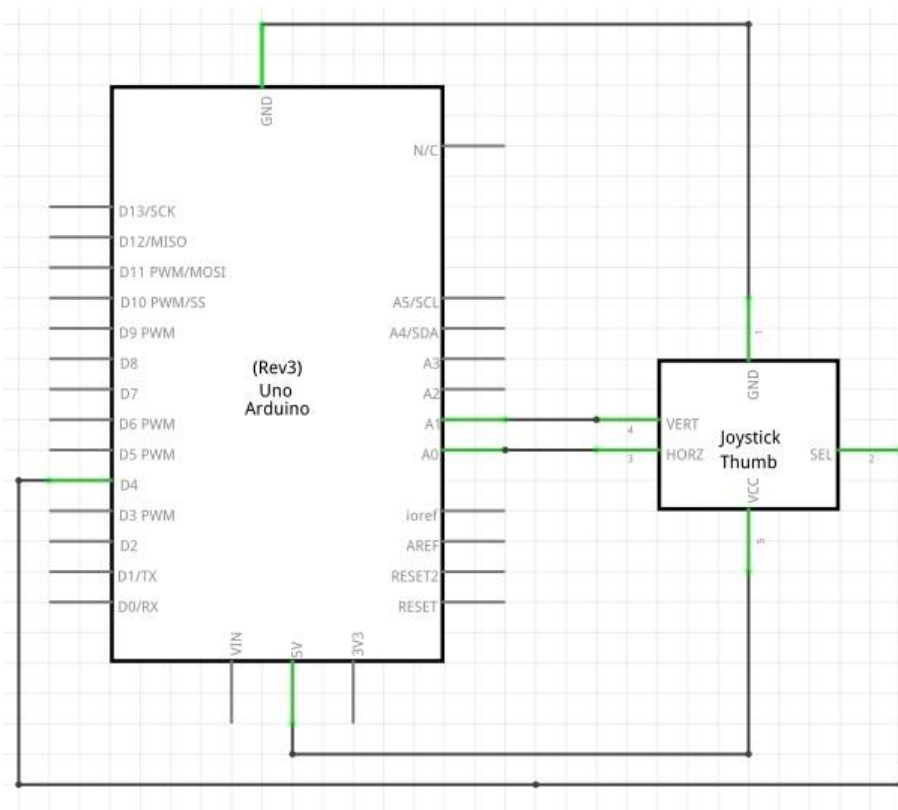 GND
N/C
D13/SCK
D12/MISO
D11 PWM/MOSI
D10 PWM/SS
D9 PWM
D8
D7
D6 PWM
D5 PWM
D4
D3 PWM
D2
D1/TX
D0/RX
(Rev3)
Uno
Arduino
A5/SCL
A4/SDA
A3
A2
A1
A0
ioref
AREF
RESET2
RESET
VIN
5V
3V3
1
GND
4
VERT
3
HORZ
Joystick
Thumb
SEL
2
VCC
5